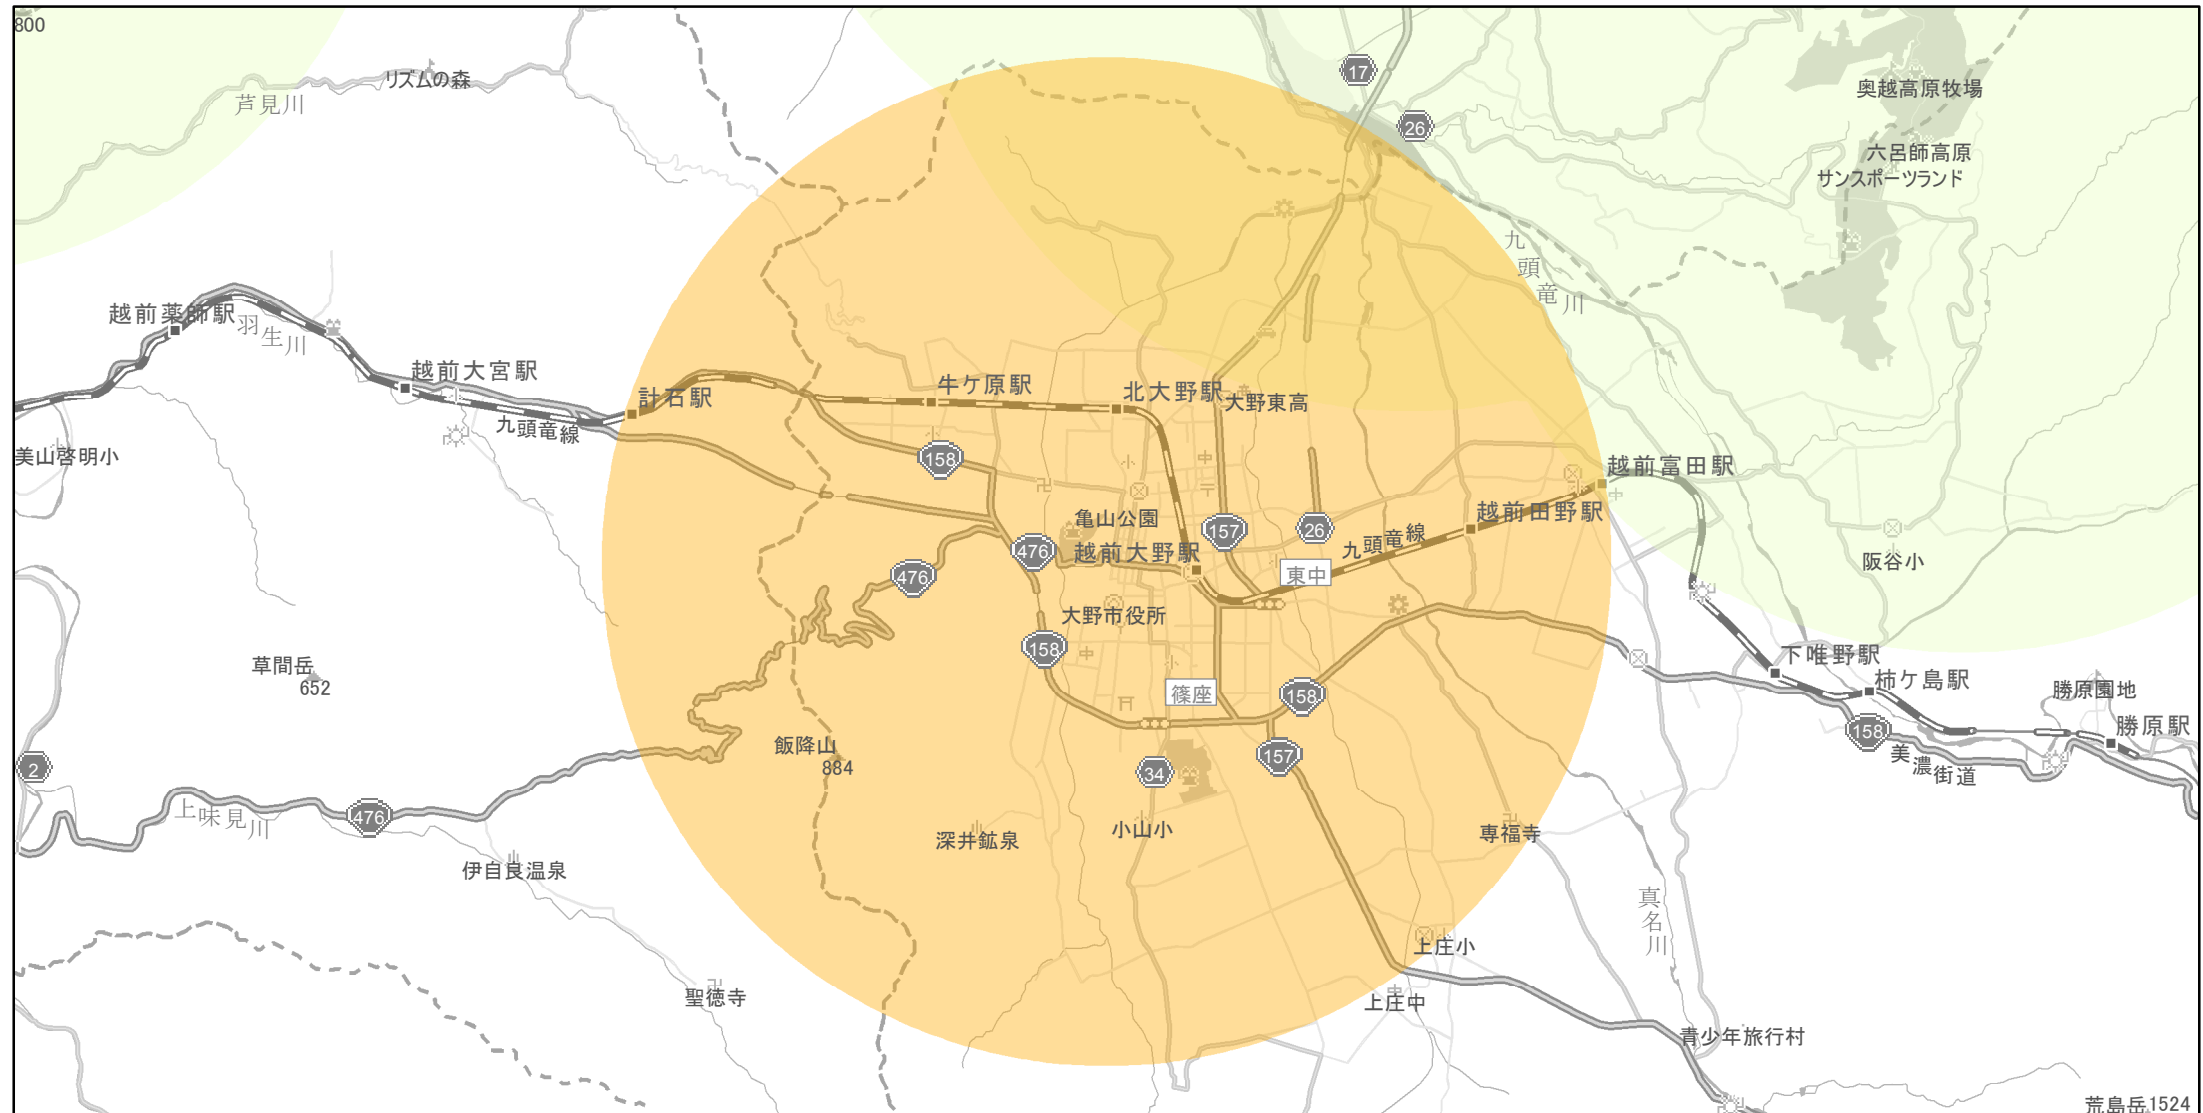 800
リズムの森
芦見川
17
26
奥越高原牧場
六呂師高原
サンスポーツランド
九頭竜川
越前薬師駅
羽生川
越前大宮駅
計石駅
牛ケ原駅
北大野駅
大野東高
九頭竜線
美山啓明小
158
越前富田駅
越前田野駅
亀山公園
476
越前大野駅
157
26
九頭竜線
東中
476
阪谷小
大野市役所
158
草間岳
652
篠座
158
下唯野駅
柿ケ島駅
勝原園地
勝原駅
158
美濃街道
飯降山
884
34
157
2
上味見川
476
深井鉱泉
小山小
専福寺
伊自良温泉
真名川
上庄小
聖徳寺
上庄中
青少年旅行村
荒島岳1524